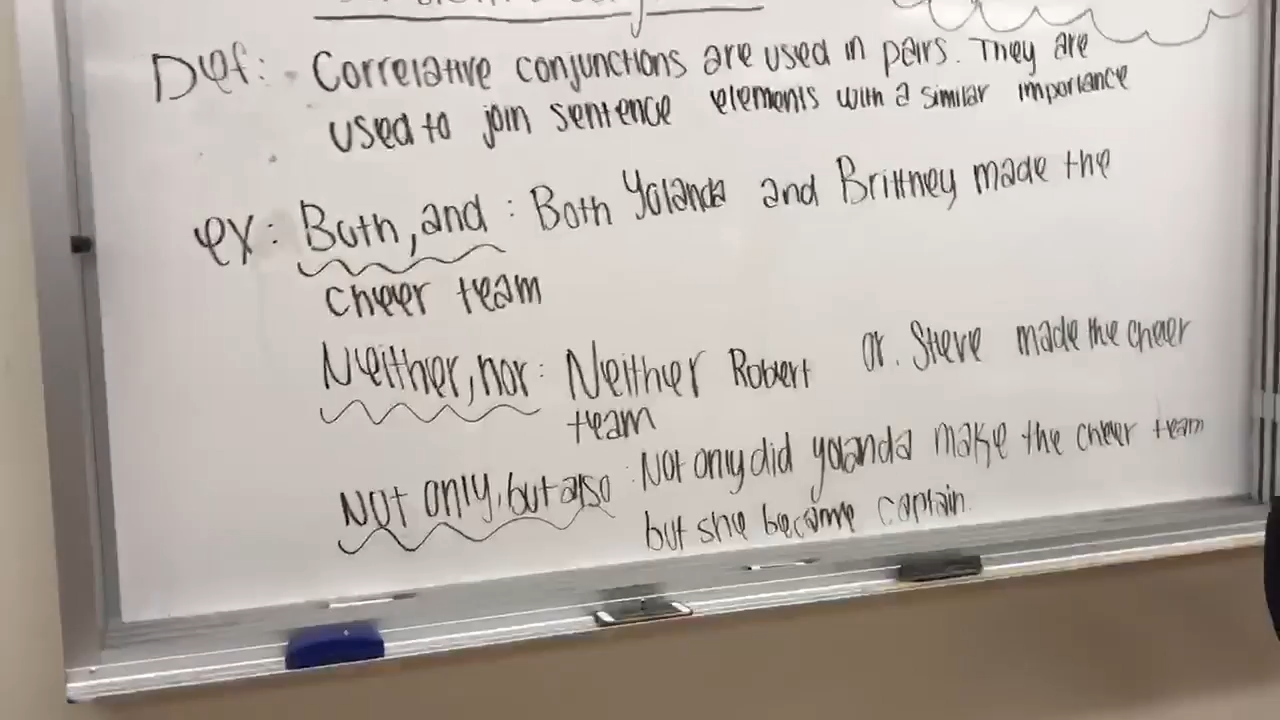 Def: Correlative conjunctions are used in pairs. They are
used to join sentence elements with a similar importance
ex: Both, and : Both Yolanda and Brittney made the
cheer team
Neither, nor: Neither Robert or. Steve made the cheer
team
Not only, but also : Not only did yolanda make the cheer team
but she became captain.